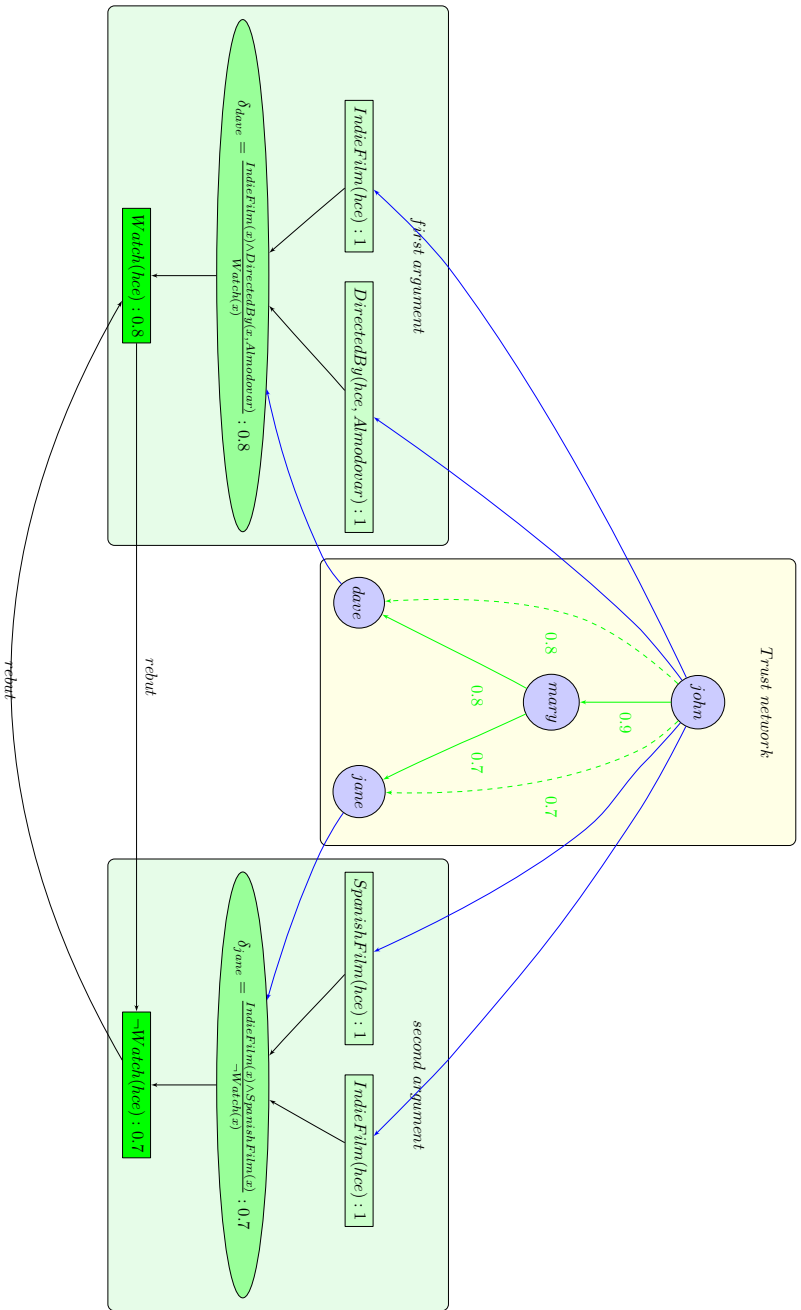 Trust network
john
0.9
mary
0.8
0.7
0.8
0.7
dave
jane
first argument
IndieFilm(hce) : 1
DirectedBy(hce, Almodovar) : 1
δ_dave = IndieFilm(x)∧DirectedBy(x,Almodovar) / Watch(x) : 0.8
Watch(hce) : 0.8
second argument
SpanishFilm(hce) : 1
IndieFilm(hce) : 1
δ_jane = IndieFilm(x)∧SpanishFilm(x) / ¬Watch(x) : 0.7
¬Watch(hce) : 0.7
rebut
rebut